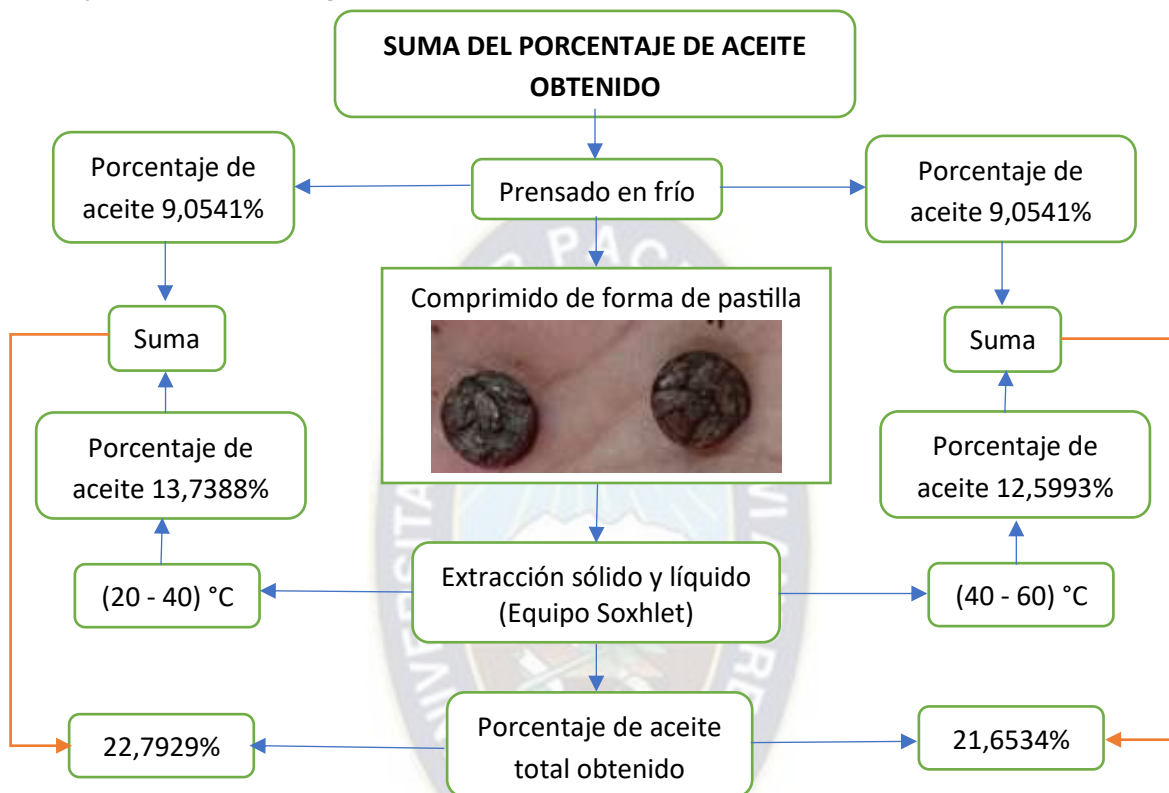 SUMA DEL PORCENTAJE DE ACEITE
OBTENIDO
Porcentaje de
aceite 9,0541%
Prensado en frío
Porcentaje de
aceite 9,0541%
Comprimido de forma de pastilla
Suma
Suma
Porcentaje de
aceite 13,7388%
Porcentaje de
aceite 12,5993%
(20 - 40) °C
Extracción sólido y líquido
(Equipo Soxhlet)
(40 - 60) °C
22,7929%
Porcentaje de aceite
total obtenido
21,6534%